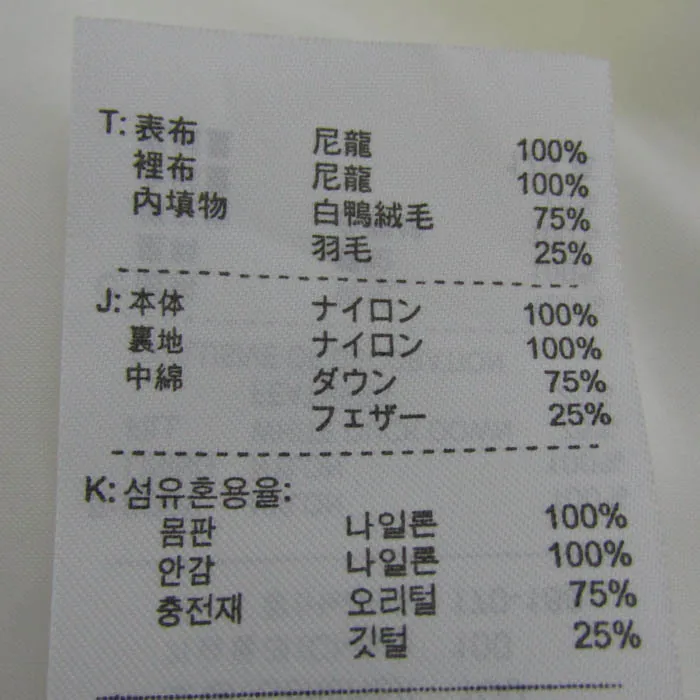 T: 表布 尼龍 100%
裡布 尼龍 100%
內填物 白鴨絨毛 75%
羽毛 25%
J: 本体 ナイロン 100%
裏地 ナイロン 100%
中綿 ダウン 75%
フェザー 25%
K: 섬유혼용율:
몸판 나일론 100%
안감 나일론 100%
충전재 오리털 75%
깃털 25%